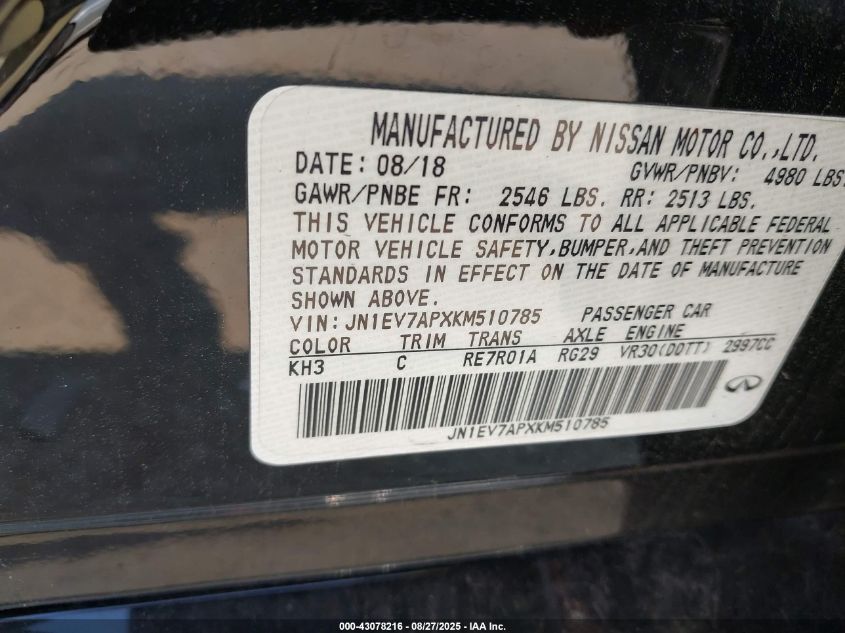 MANUFACTURED BY NISSAN MOTOR CO.,LTD.
DATE: 08/18 GVWR/PNBV: 4980 LBS.
GAWR/PNBE FR: 2546 LBS. RR: 2513 LBS.
THIS VEHICLE CONFORMS TO ALL APPLICABLE FEDERAL
MOTOR VEHICLE SAFETY,BUMPER,AND THEFT PREVENTION
STANDARDS IN EFFECT ON THE DATE OF MANUFACTURE
SHOWN ABOVE.
VIN: JN1EV7APXKM510785 PASSENGER CAR
COLOR TRIM TRANS AXLE ENGINE
KH3 C RE7R01A RG29 VR30(DDTT) 2997CC
JN1EV7APXKM510785
000-43078216 - 08/27/2025 - IAA Inc.